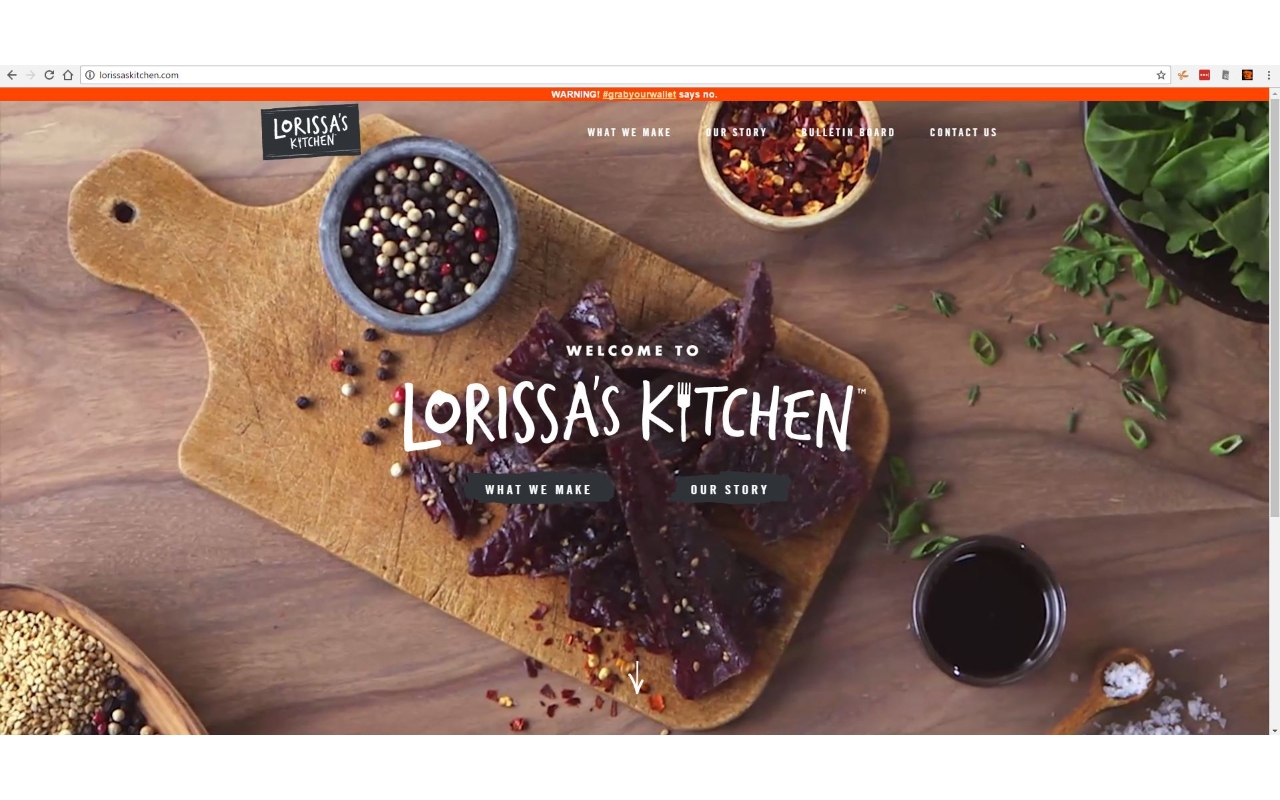 lorissaskitchen.com
WARNING! #grabyourwallet says no.
LORISSA'S
KITCHEN
WHAT WE MAKE OUR STORY BULLETIN BOARD CONTACT US
WELCOME TO
LORISSA'S KITCHEN™
WHAT WE MAKE OUR STORY